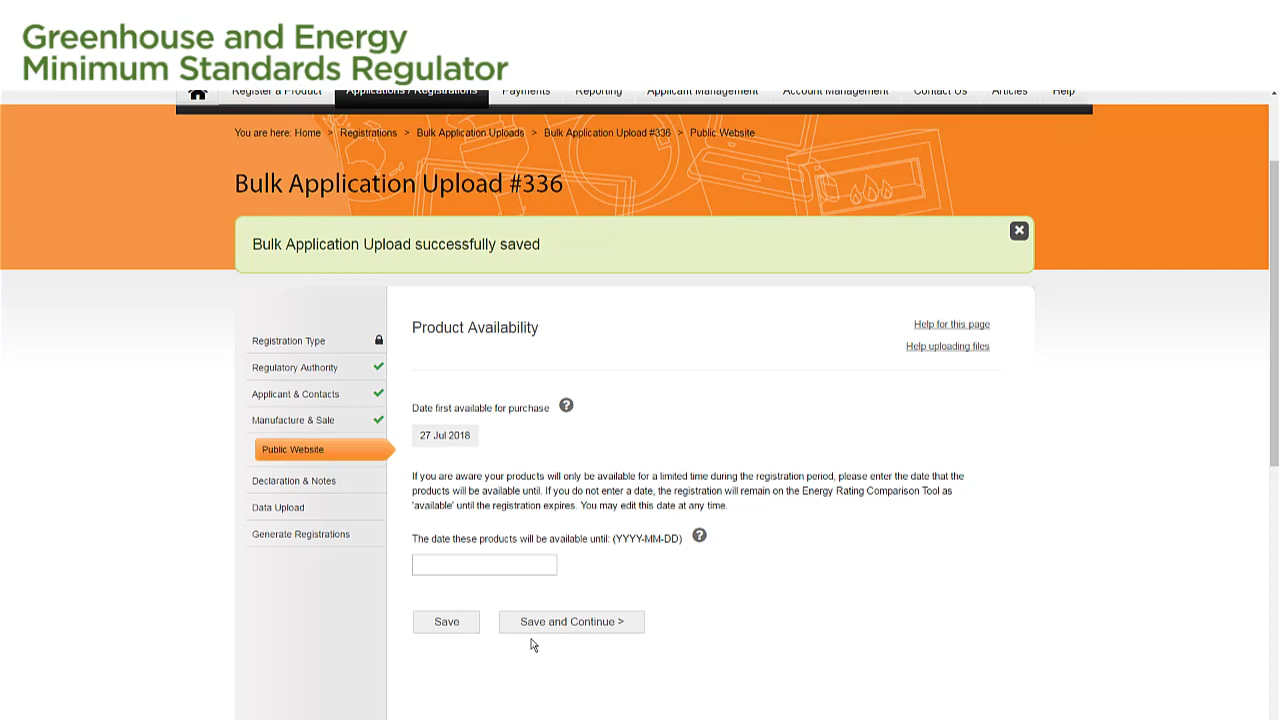 Greenhouse and Energy
Minimum Standards Regulator
Register a Product Applications / Registrations Payments Reporting Applicant Management Account Management Contact Us Articles Help
You are here: Home > Registrations > Bulk Application Uploads > Bulk Application Upload #336 > Public Website
Bulk Application Upload #336
Bulk Application Upload successfully saved
Product Availability
Help for this page
Help uploading files
Registration Type
Regulatory Authority
Applicant & Contacts
Manufacture & Sale
Public Website
Declaration & Notes
Data Upload
Generate Registrations
Date first available for purchase
27 Jul 2018
If you are aware your products will only be available for a limited time during the registration period, please enter the date that the
products will be available until. If you do not enter a date, the registration will remain on the Energy Rating Comparison Tool as
'available' until the registration expires. You may edit this date at any time.
The date these products will be available until: (YYYY-MM-DD)
Save Save and Continue >